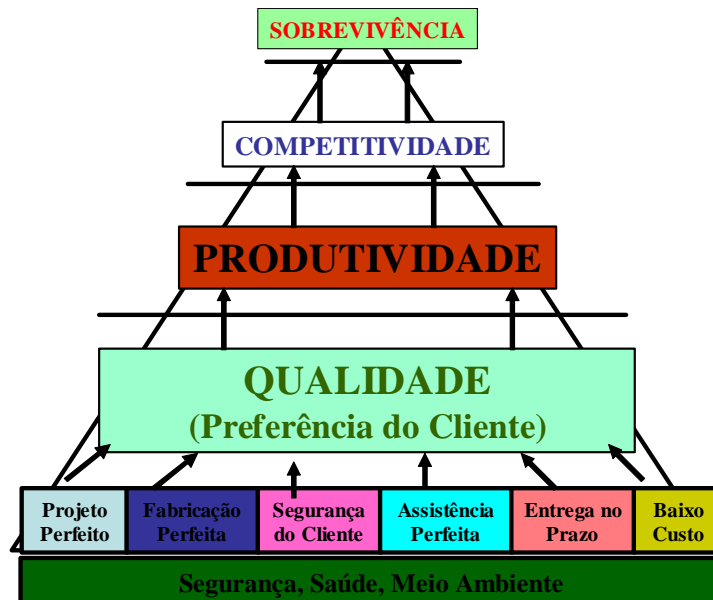 SOBREVIVÊNCIA
COMPETITIVIDADE
PRODUTIVIDADE
QUALIDADE
(Preferência do Cliente)
Projeto
Perfeito
Fabricação
Perfeita
Segurança
do Cliente
Assistência
Perfeita
Entrega no
Prazo
Baixo
Custo
Segurança, Saúde, Meio Ambiente